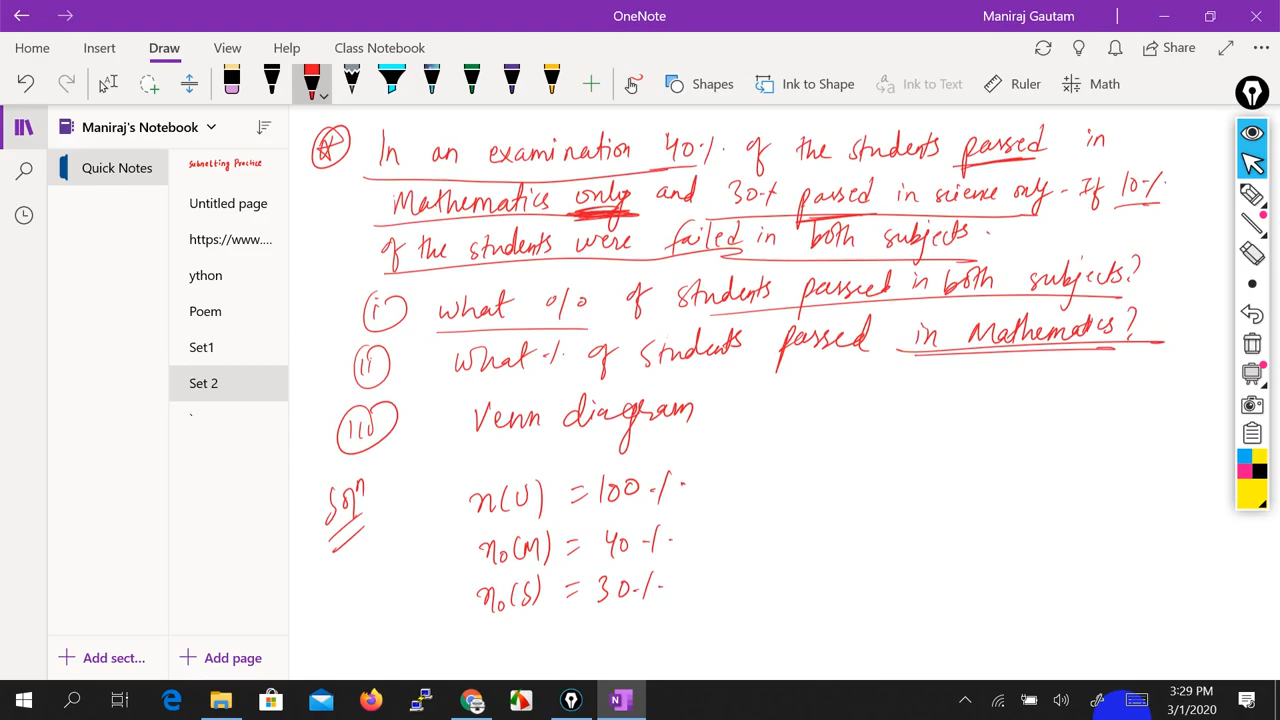 OneNote
Maniraj Gautam
Home Insert Draw View Help Class Notebook
Share
Shapes Ink to Shape Ink to Text Ruler Math
Maniraj's Notebook
Quick Notes
Subnetting Practice
Untitled page
https://www....
ython
Poem
Set1
Set 2
`
In an examination 40% of the students passed in
Mathematics only and 30% passed in science only. If 10%
of the students were failed in both subjects.
(i) what % of students passed in both subjects?
(ii) what % of students passed in Mathematics?
(iii) Venn diagram
Solⁿ
n(U) = 100%
n₀(M) = 40%
n₀(S) = 30%
Add sect...
Add page
3:29 PM
3/1/2020